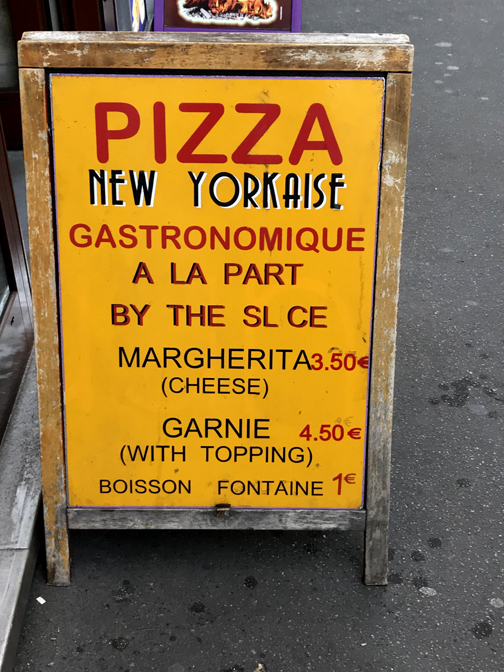 PIZZA
NEW YORKAISE
GASTRONOMIQUE
A LA PART
BY THE SL CE
MARGHERITA 3.50€
(CHEESE)
GARNIE 4.50€
(WITH TOPPING)
BOISSON FONTAINE 1€